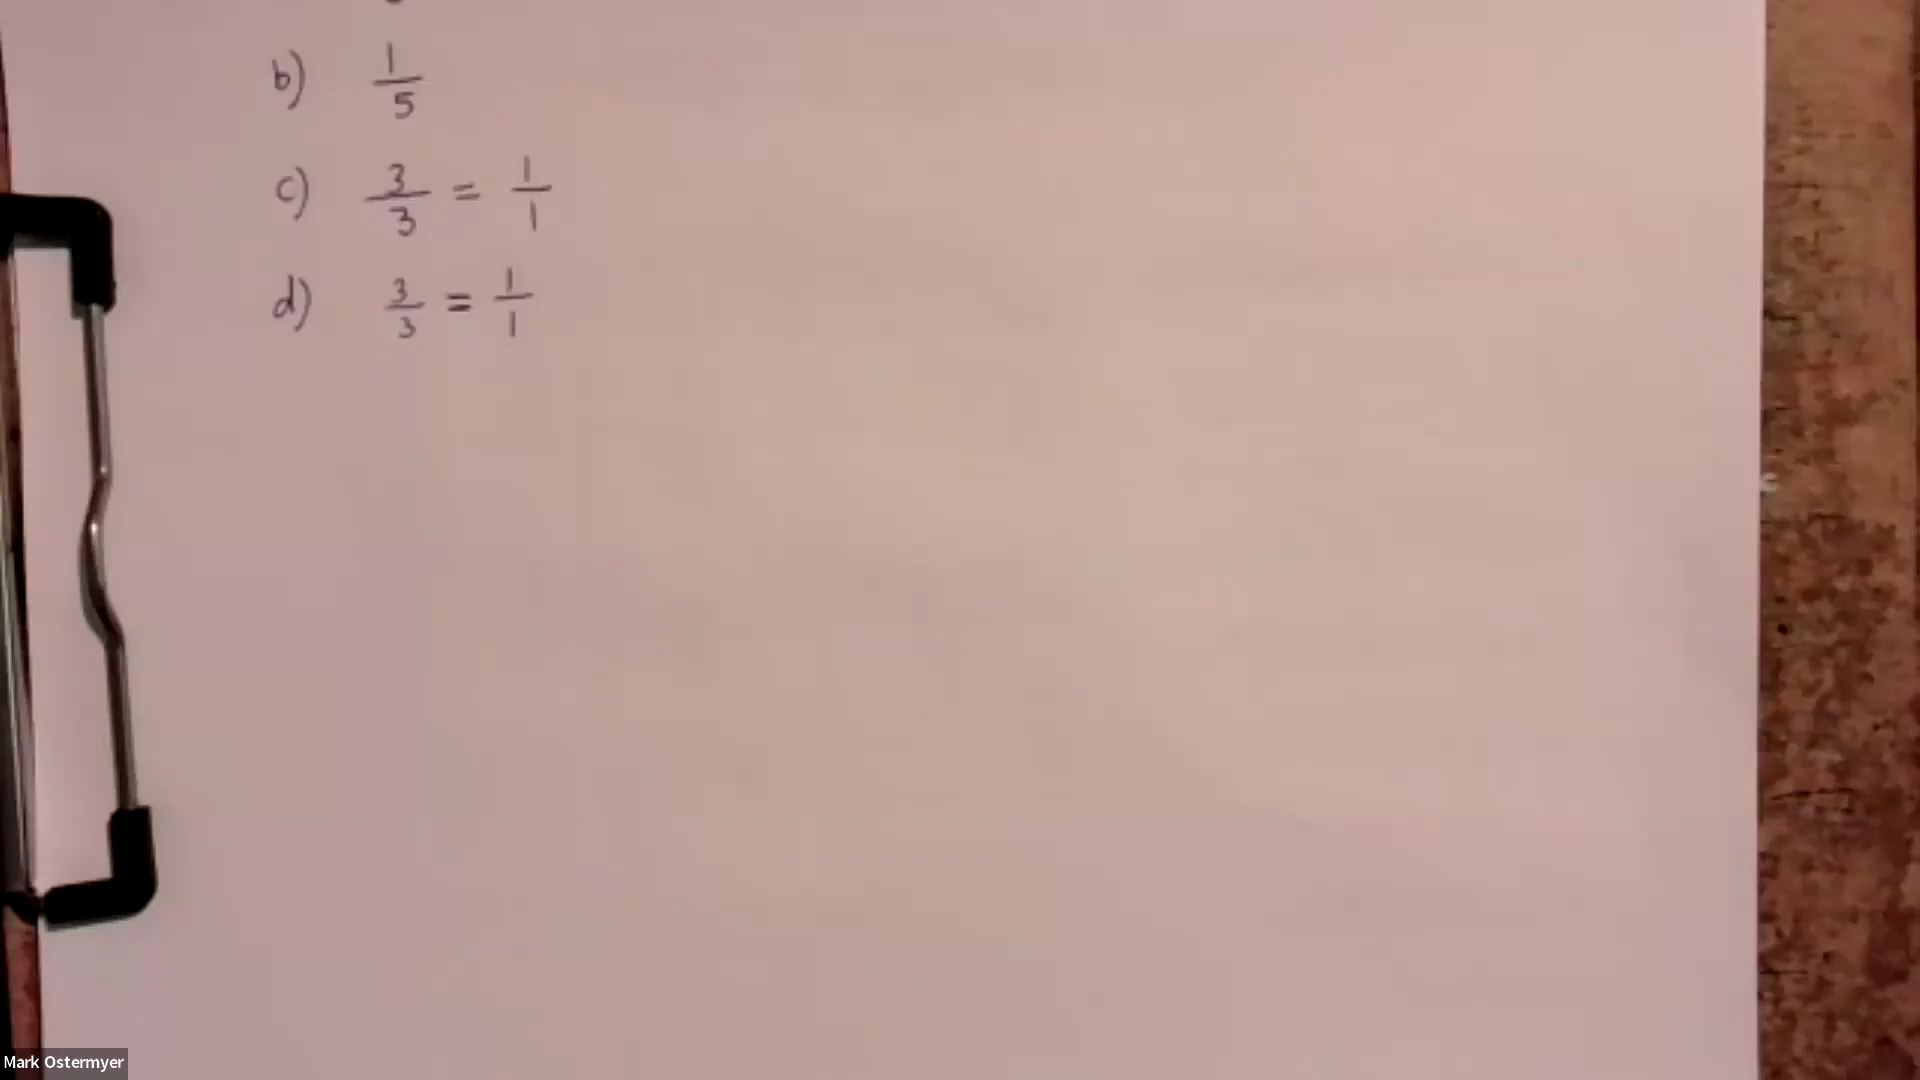 b) 1/5
c) 3/3 = 1/1
d) 3/3 = 1/1
Mark Ostermyer